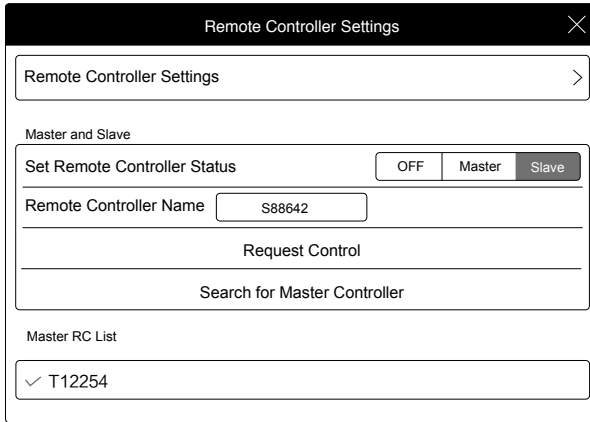 Remote Controller Settings
Remote Controller Settings
Master and Slave
Set Remote Controller Status OFF Master Slave
Remote Controller Name S88642
Request Control
Search for Master Controller
Master RC List
T12254